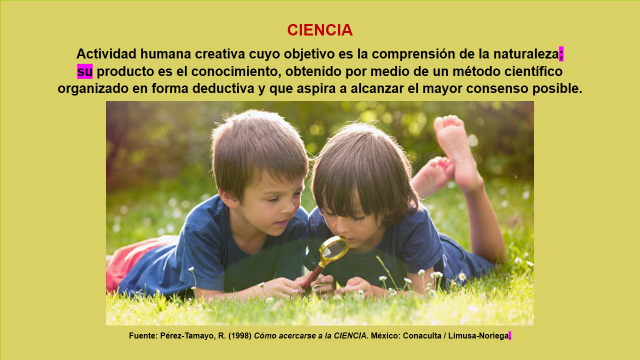 CIENCIA
Actividad humana creativa cuyo objetivo es la comprensión de la naturaleza;
su producto es el conocimiento, obtenido por medio de un método científico
organizado en forma deductiva y que aspira a alcanzar el mayor consenso posible.
Fuente: Pérez-Tamayo, R. (1998) Cómo acercarse a la CIENCIA. México: Conaculta / Limusa-Noriega